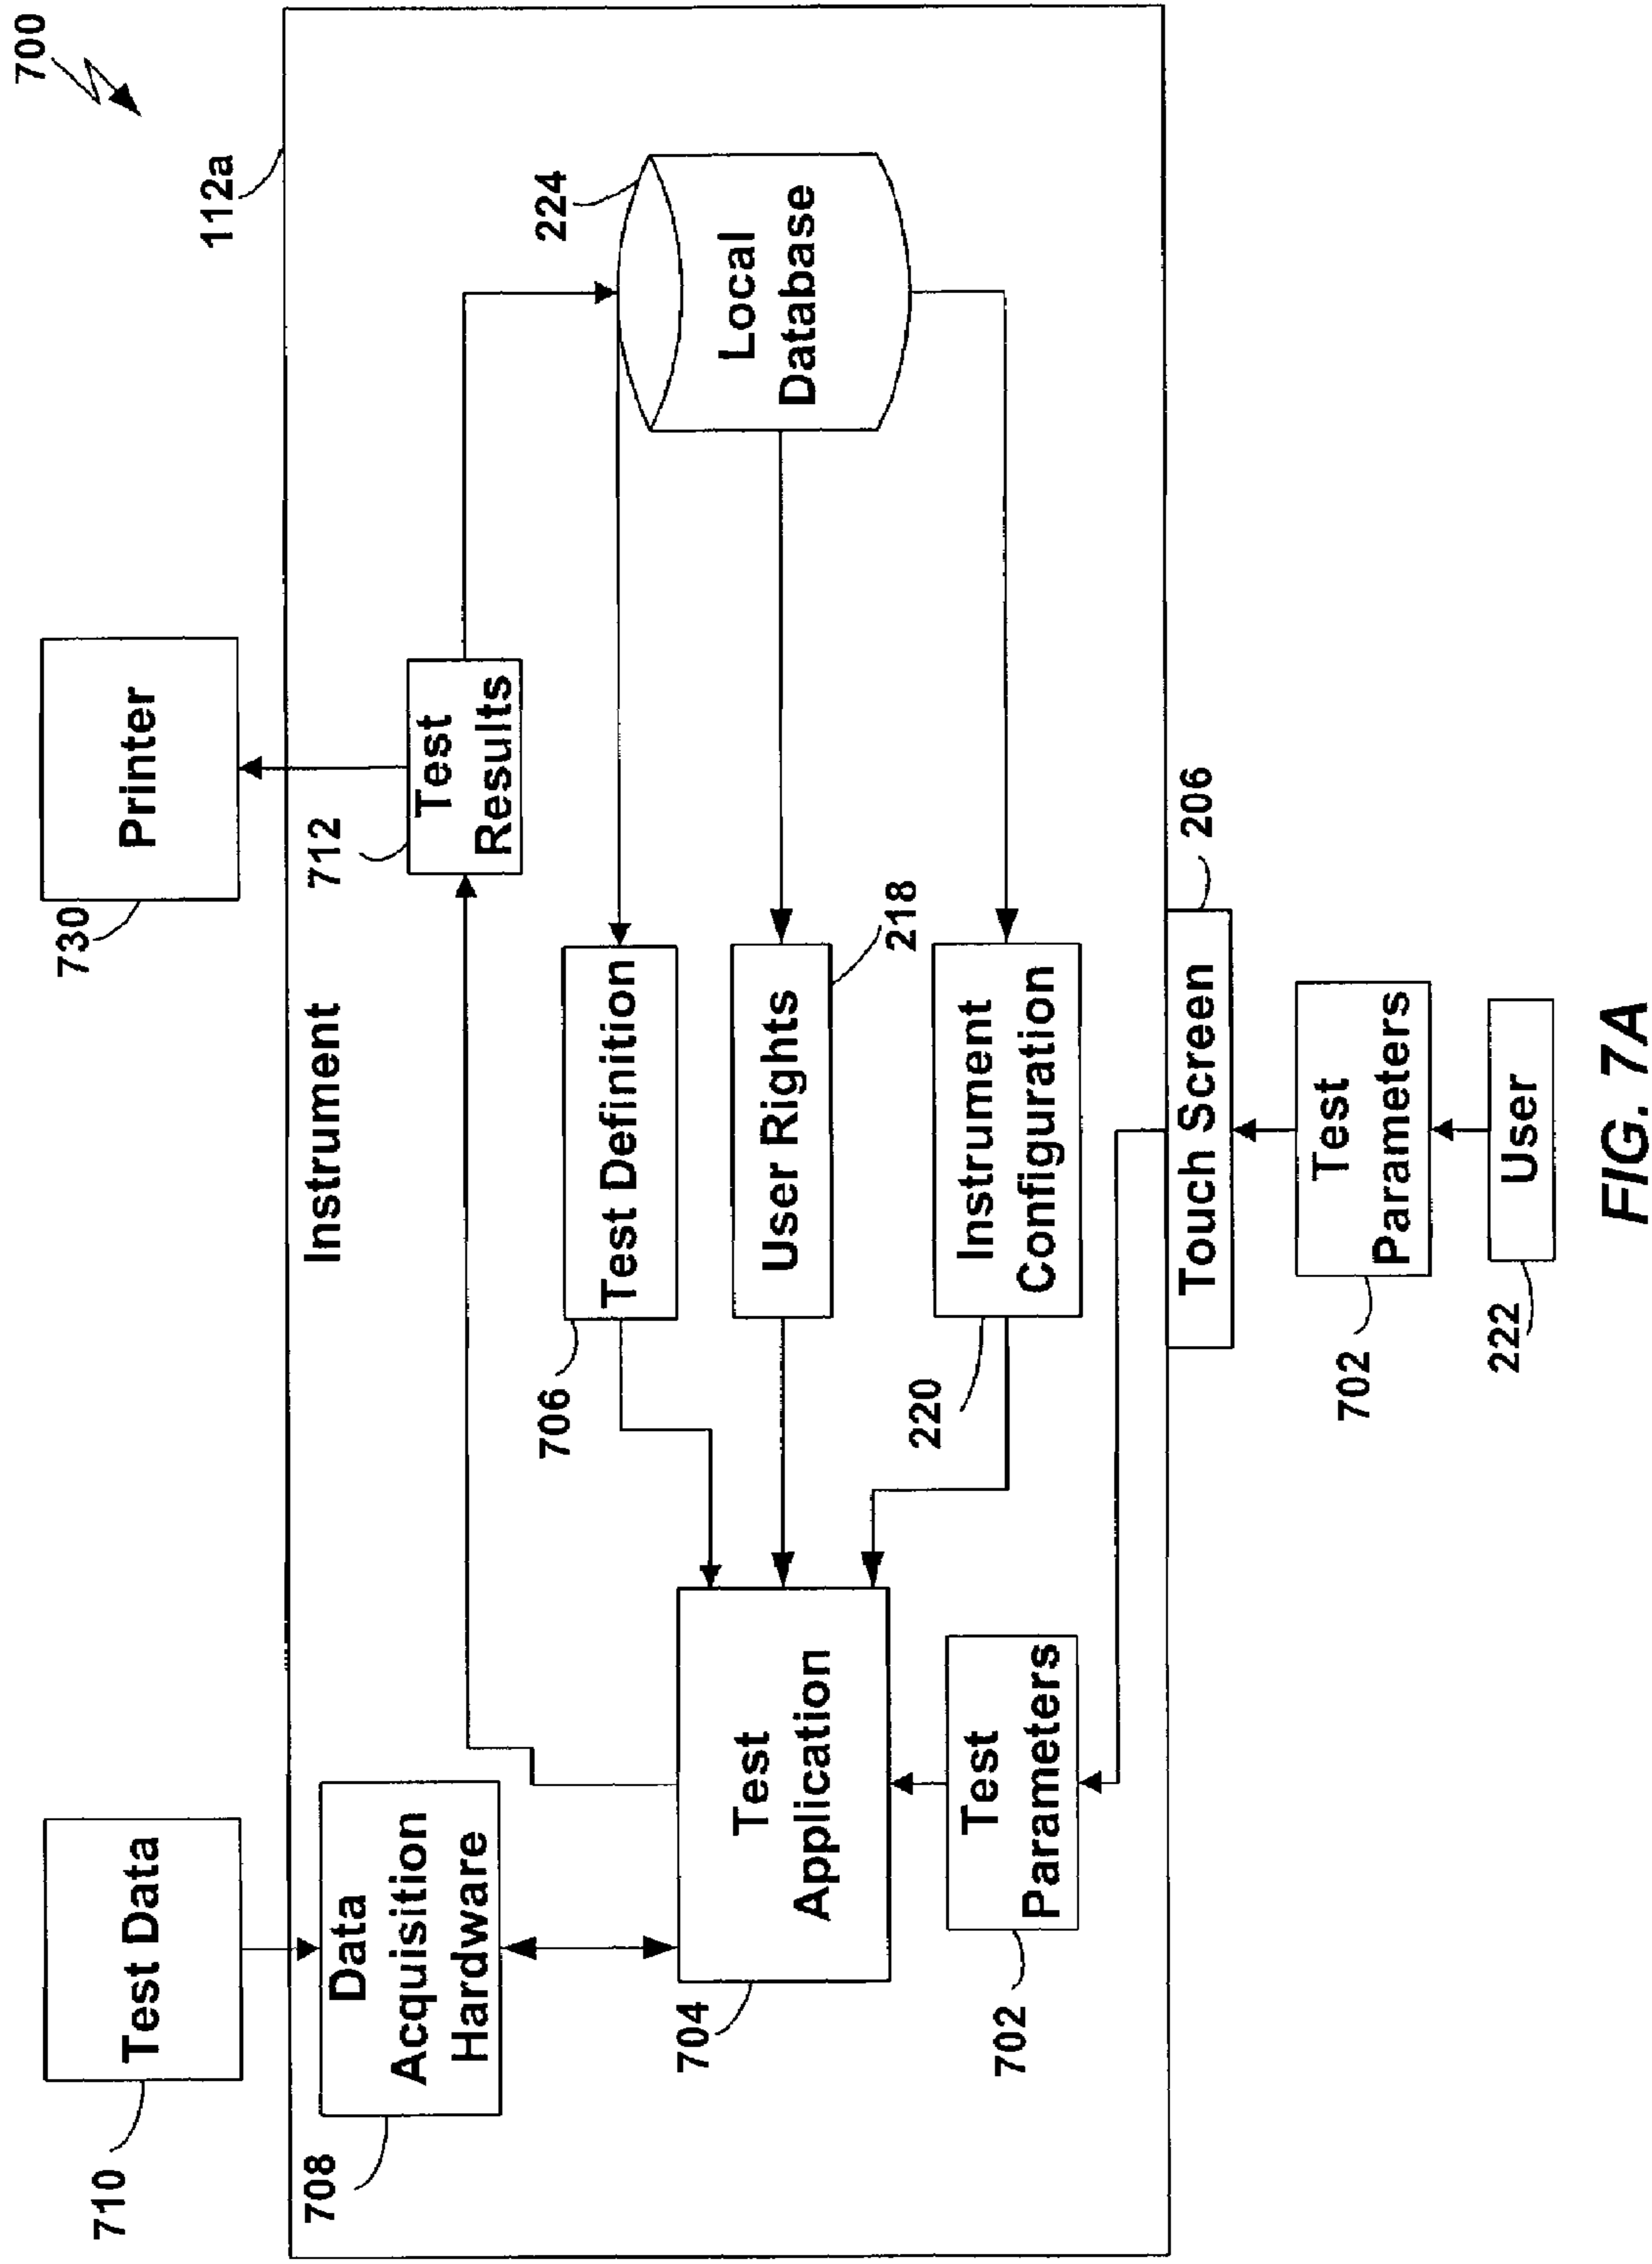 700
112a
710
Test Data
730
Printer
Instrument
708
Data
Acquisition
Hardware
712
Test
Results
224
Local
Database
706
Test Definition
704
Test
Application
User Rights
218
220
Instrument
Configuration
702
Test
Parameters
Touch Screen
206
702
Test
Parameters
222
User
FIG. 7A